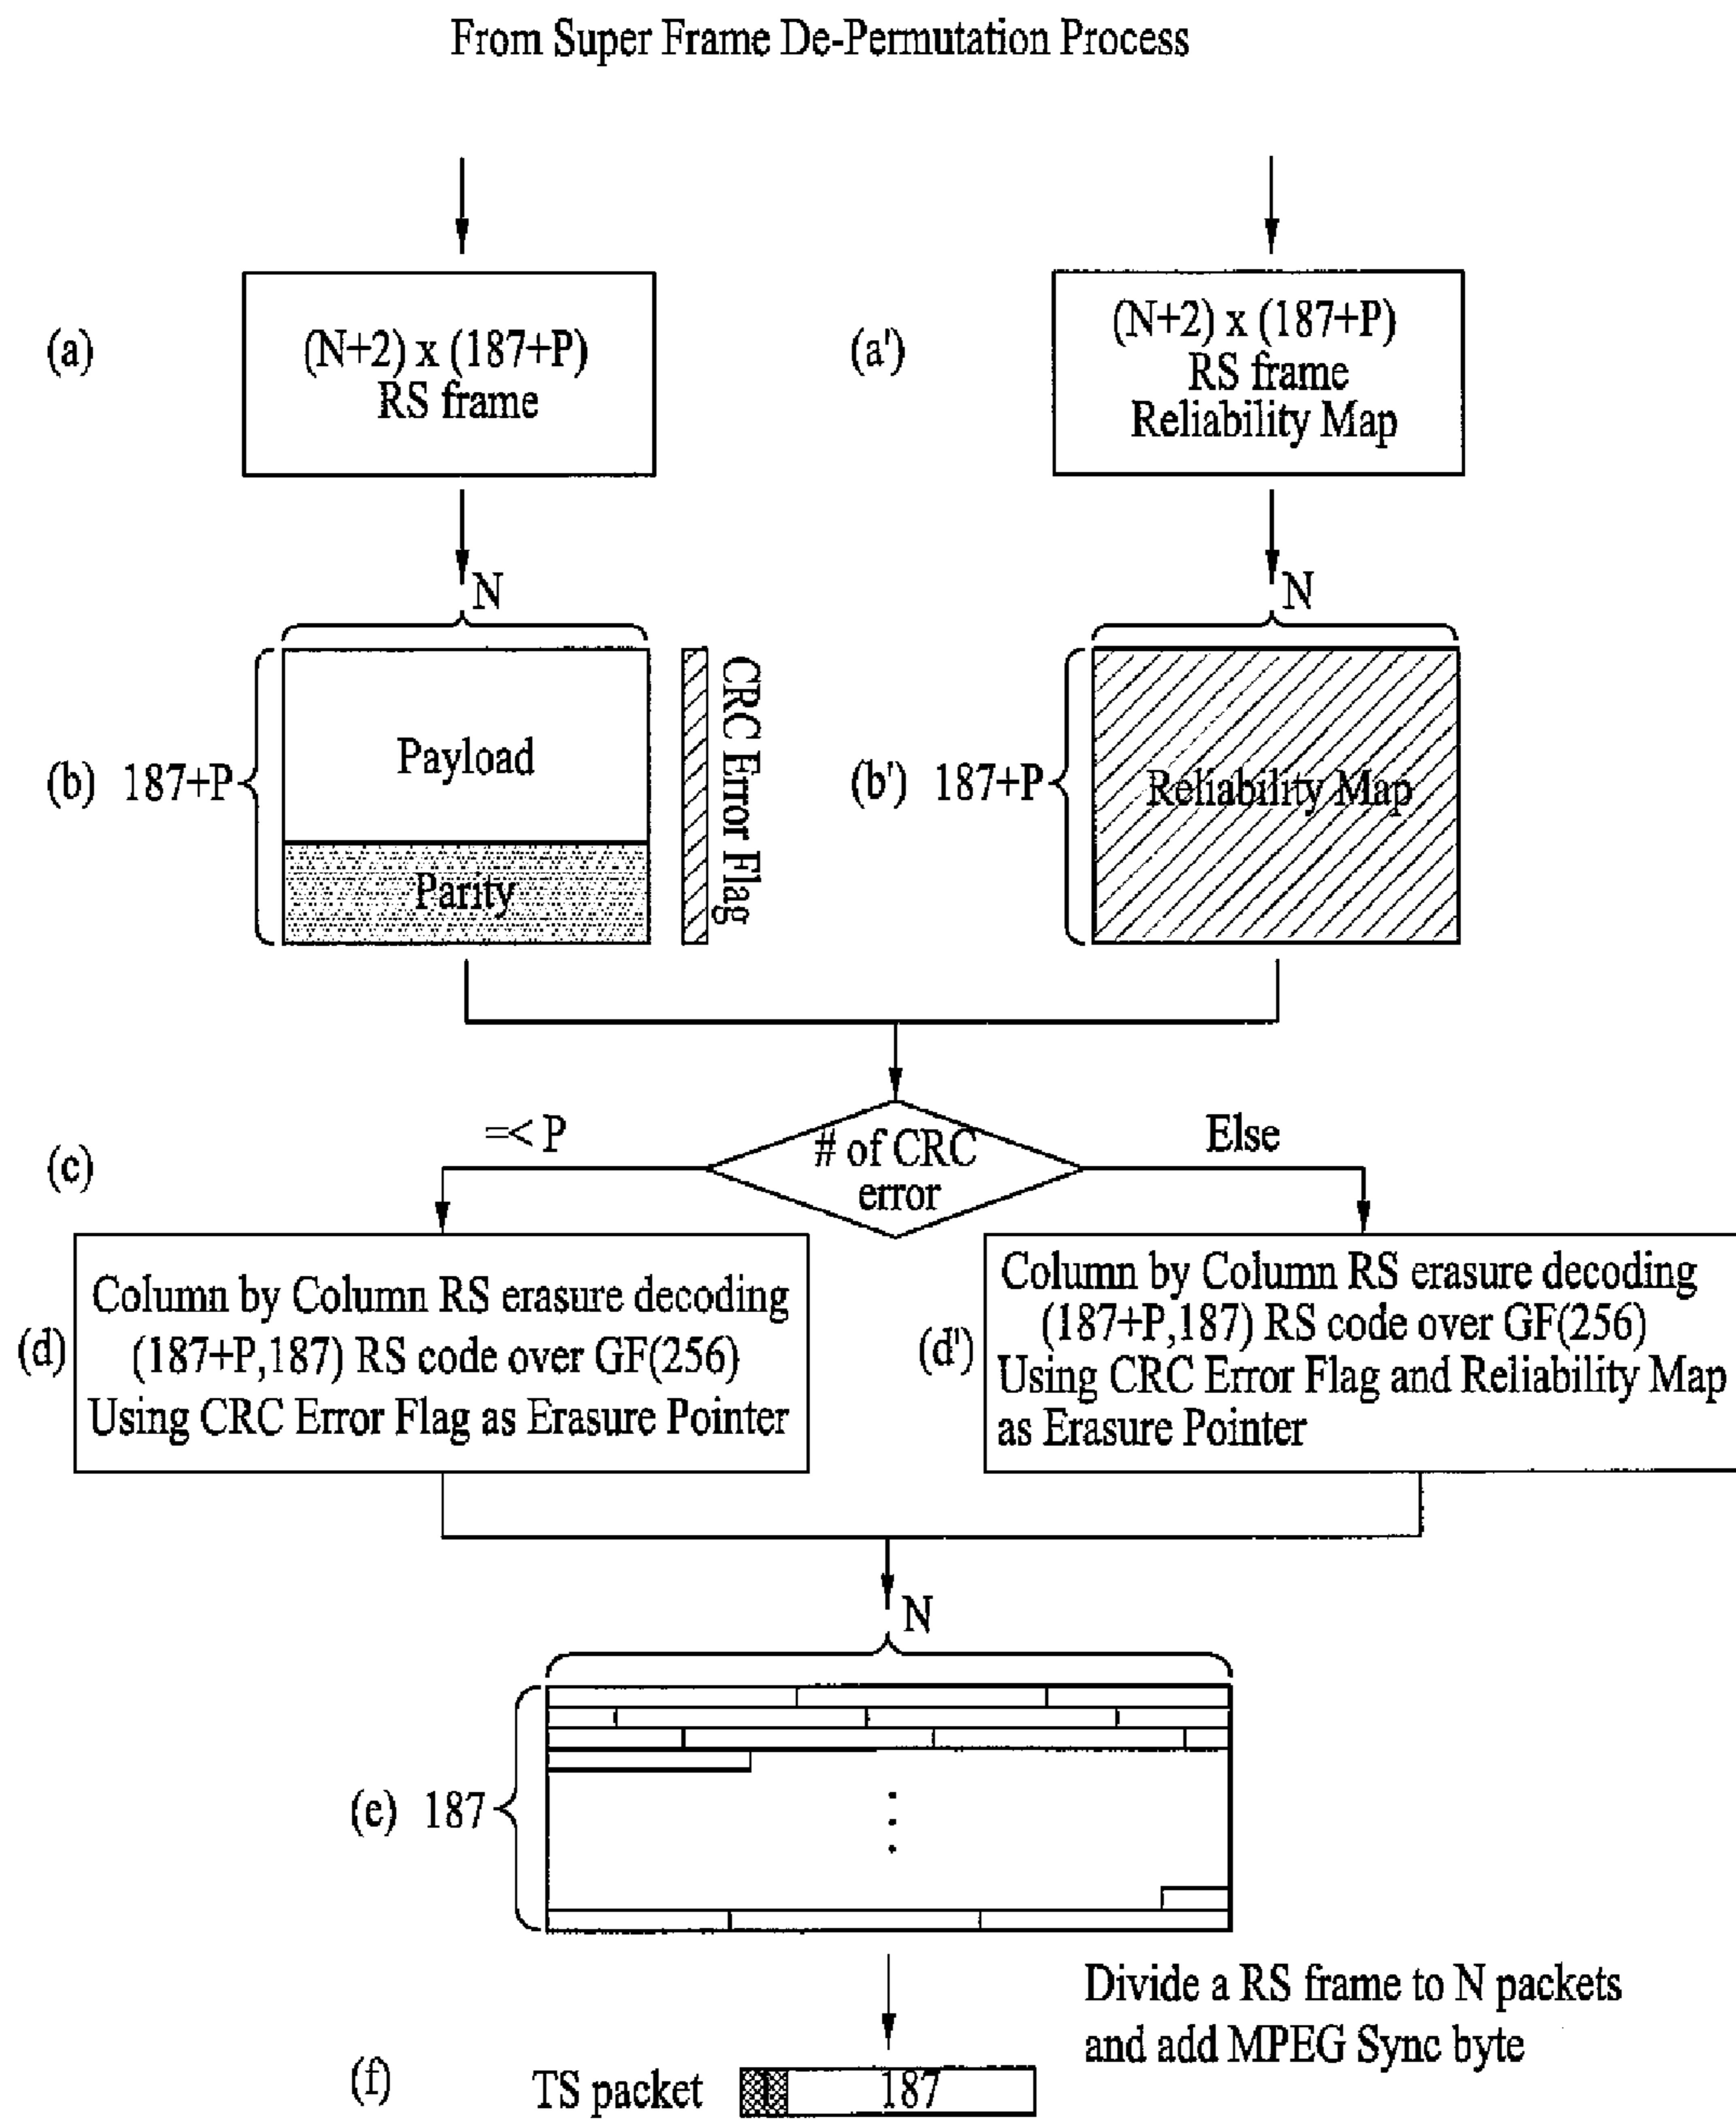 From Super Frame De-Permutation Process
(a)
(N+2) x (187+P)
RS frame
(a')
(N+2) x (187+P)
RS frame
Reliability Map
N
N
(b) 187+P
Payload
Parity
CRC Error Flag
(b') 187+P
Reliability Map
(c)
=< P
# of CRC
error
Else
(d)
Column by Column RS erasure decoding
(187+P,187) RS code over GF(256)
Using CRC Error Flag as Erasure Pointer
(d')
Column by Column RS erasure decoding
(187+P,187) RS code over GF(256)
Using CRC Error Flag and Reliability Map
as Erasure Pointer
N
(e) 187
Divide a RS frame to N packets
and add MPEG Sync byte
(f)
TS packet
1
187